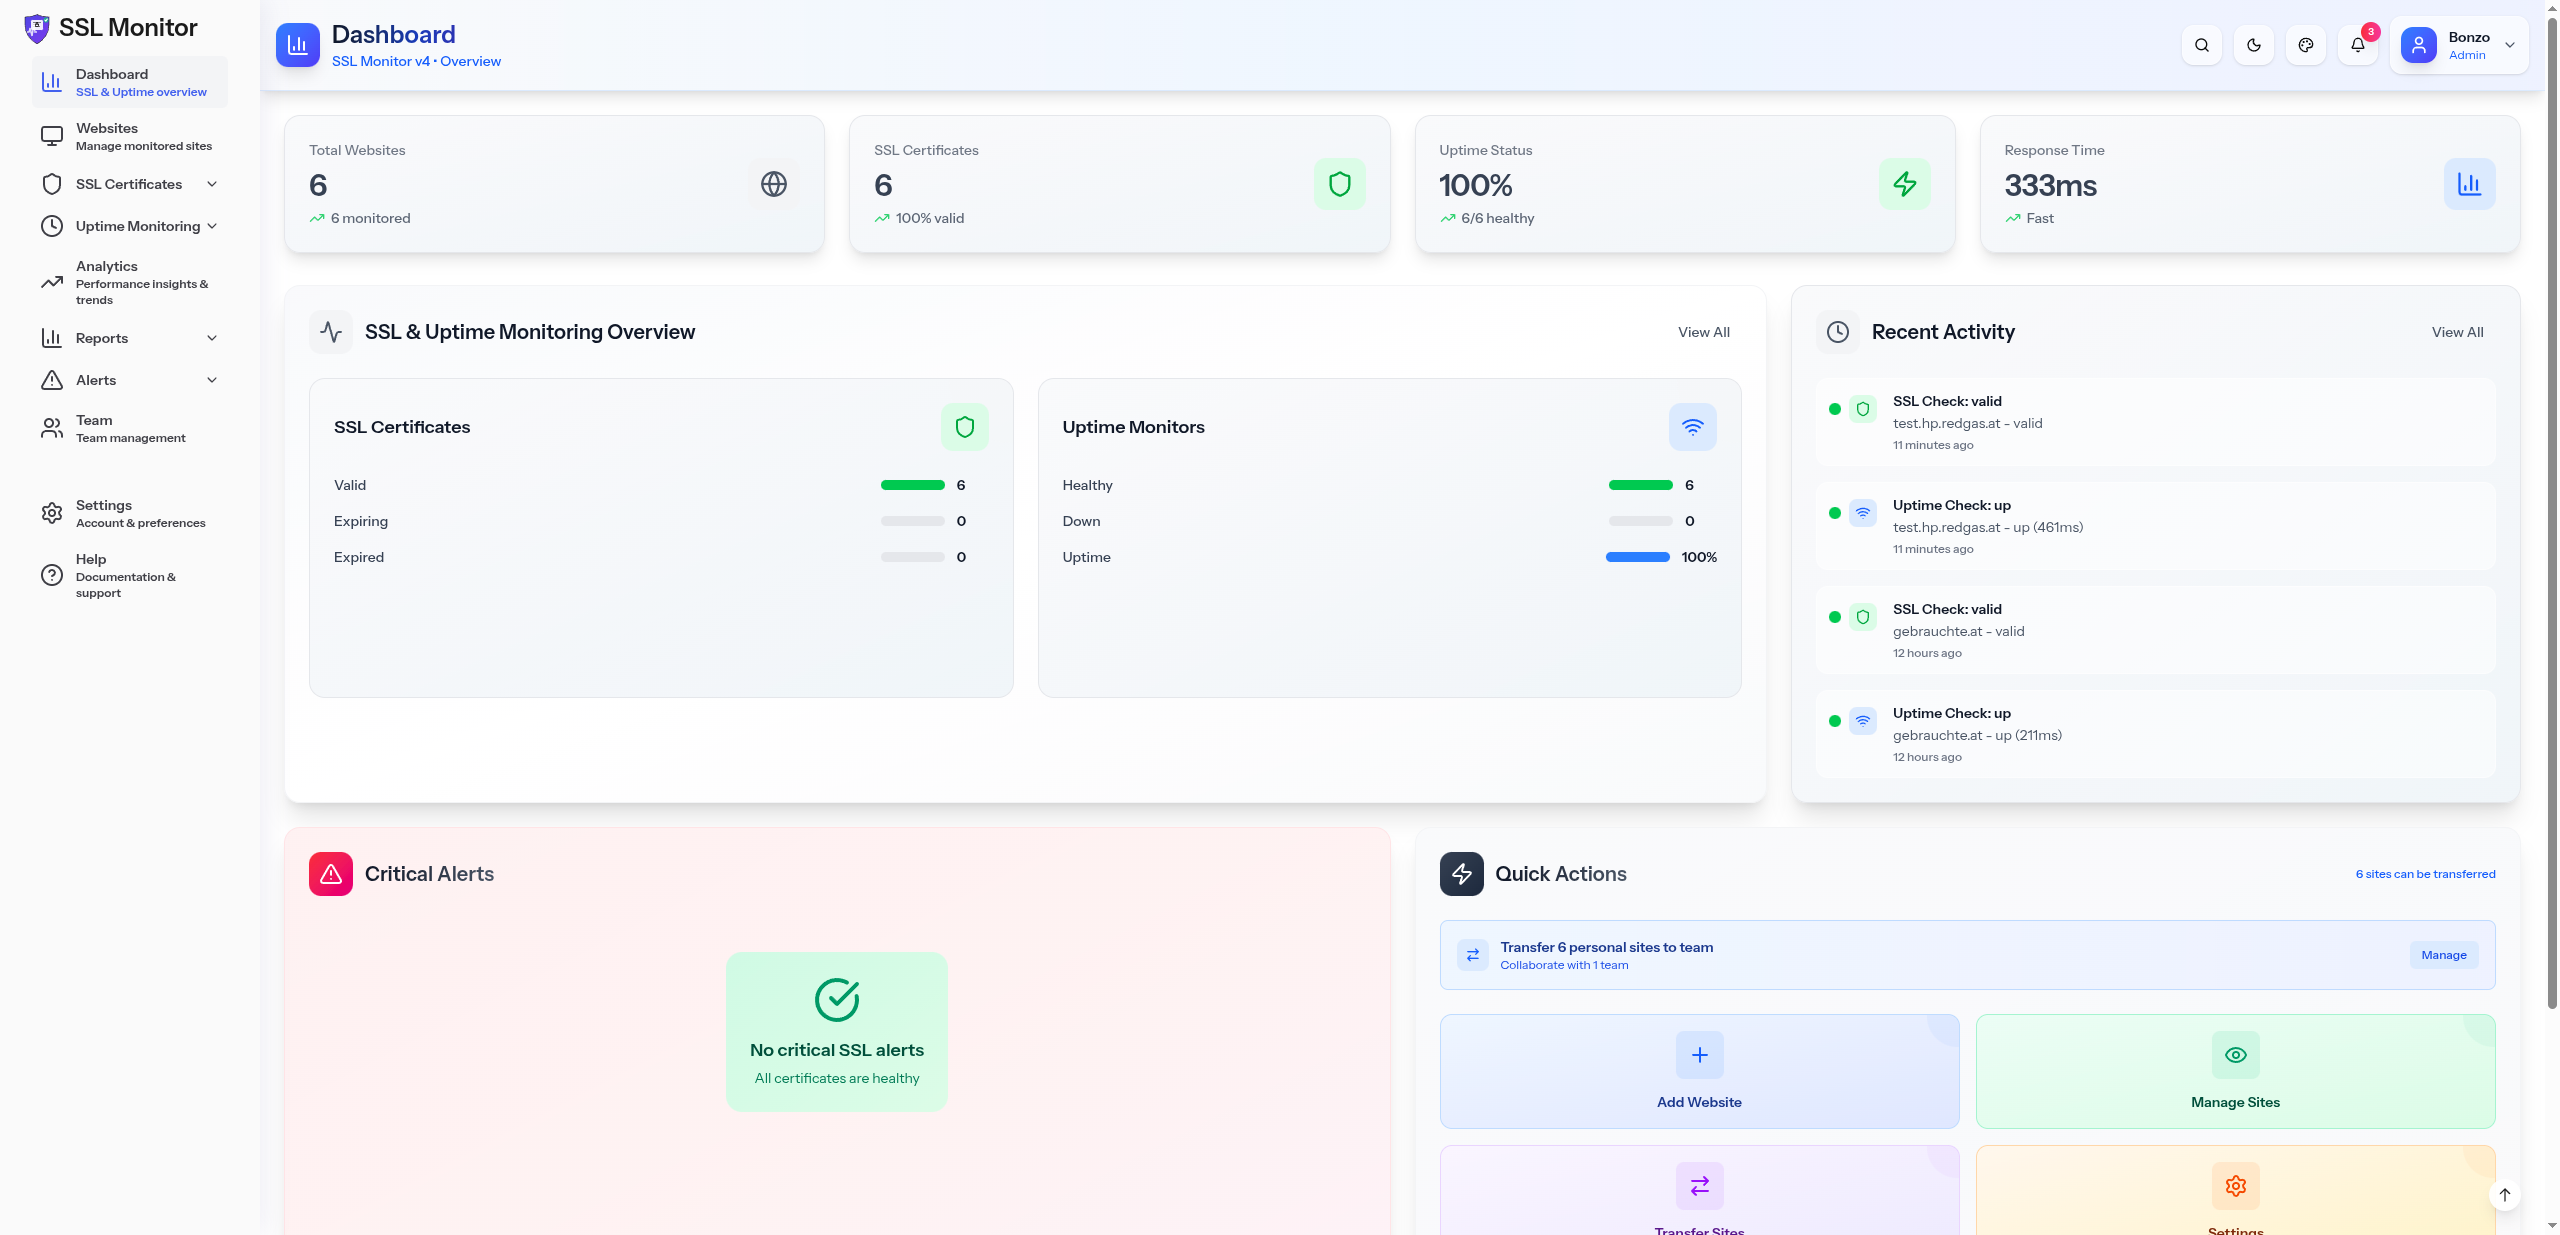 SSL Monitor
Dashboard
SSL & Uptime overview
Websites
Manage monitored sites
SSL Certificates
Uptime Monitoring
Analytics
Performance insights &
trends
Reports
Alerts
Team
Team management
Settings
Account & preferences
Help
Documentation &
support
Dashboard
SSL Monitor v4 • Overview
3
Bonzo
Admin
Total Websites
6
6 monitored
SSL Certificates
6
100% valid
Uptime Status
100%
6/6 healthy
Response Time
333ms
Fast
SSL & Uptime Monitoring Overview
View All
SSL Certificates
Valid 6
Expiring 0
Expired 0
Uptime Monitors
Healthy 6
Down 0
Uptime 100%
Recent Activity
View All
SSL Check: valid
test.hp.redgas.at - valid
11 minutes ago
Uptime Check: up
test.hp.redgas.at - up (461ms)
11 minutes ago
SSL Check: valid
gebrauchte.at - valid
12 hours ago
Uptime Check: up
gebrauchte.at - up (211ms)
12 hours ago
Critical Alerts
No critical SSL alerts
All certificates are healthy
Quick Actions
6 sites can be transferred
Transfer 6 personal sites to team
Collaborate with 1 team
Manage
Add Website
Manage Sites
Transfer Sites
Settings